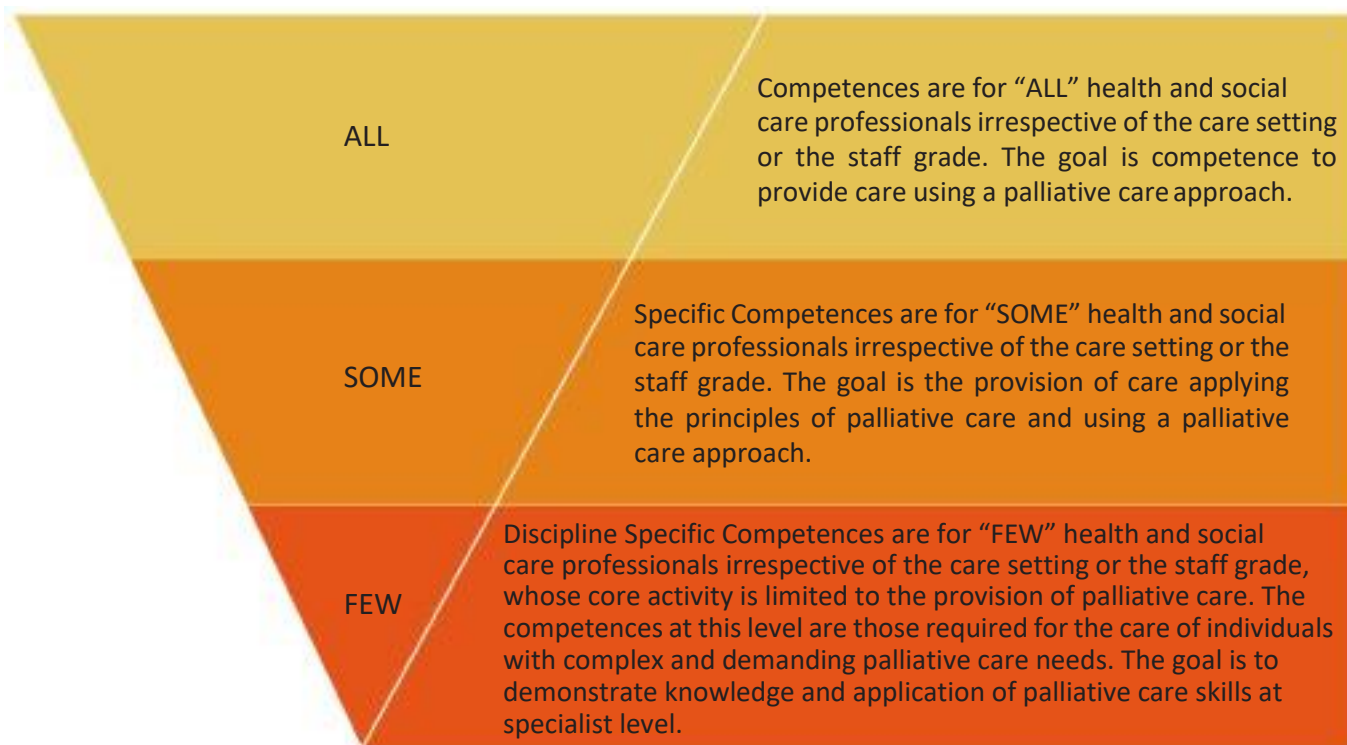 ALL
Competences are for “ALL” health and social
care professionals irrespective of the care setting
or the staff grade. The goal is competence to
provide care using a palliative care approach.
SOME
Specific Competences are for “SOME” health and social
care professionals irrespective of the care setting or the
staff grade. The goal is the provision of care applying
the principles of palliative care and using a palliative
care approach.
FEW
Discipline Specific Competences are for “FEW” health and social
care professionals irrespective of the care setting or the staff grade,
whose core activity is limited to the provision of palliative care. The
competences at this level are those required for the care of individuals
with complex and demanding palliative care needs. The goal is to
demonstrate knowledge and application of palliative care skills at
specialist level.